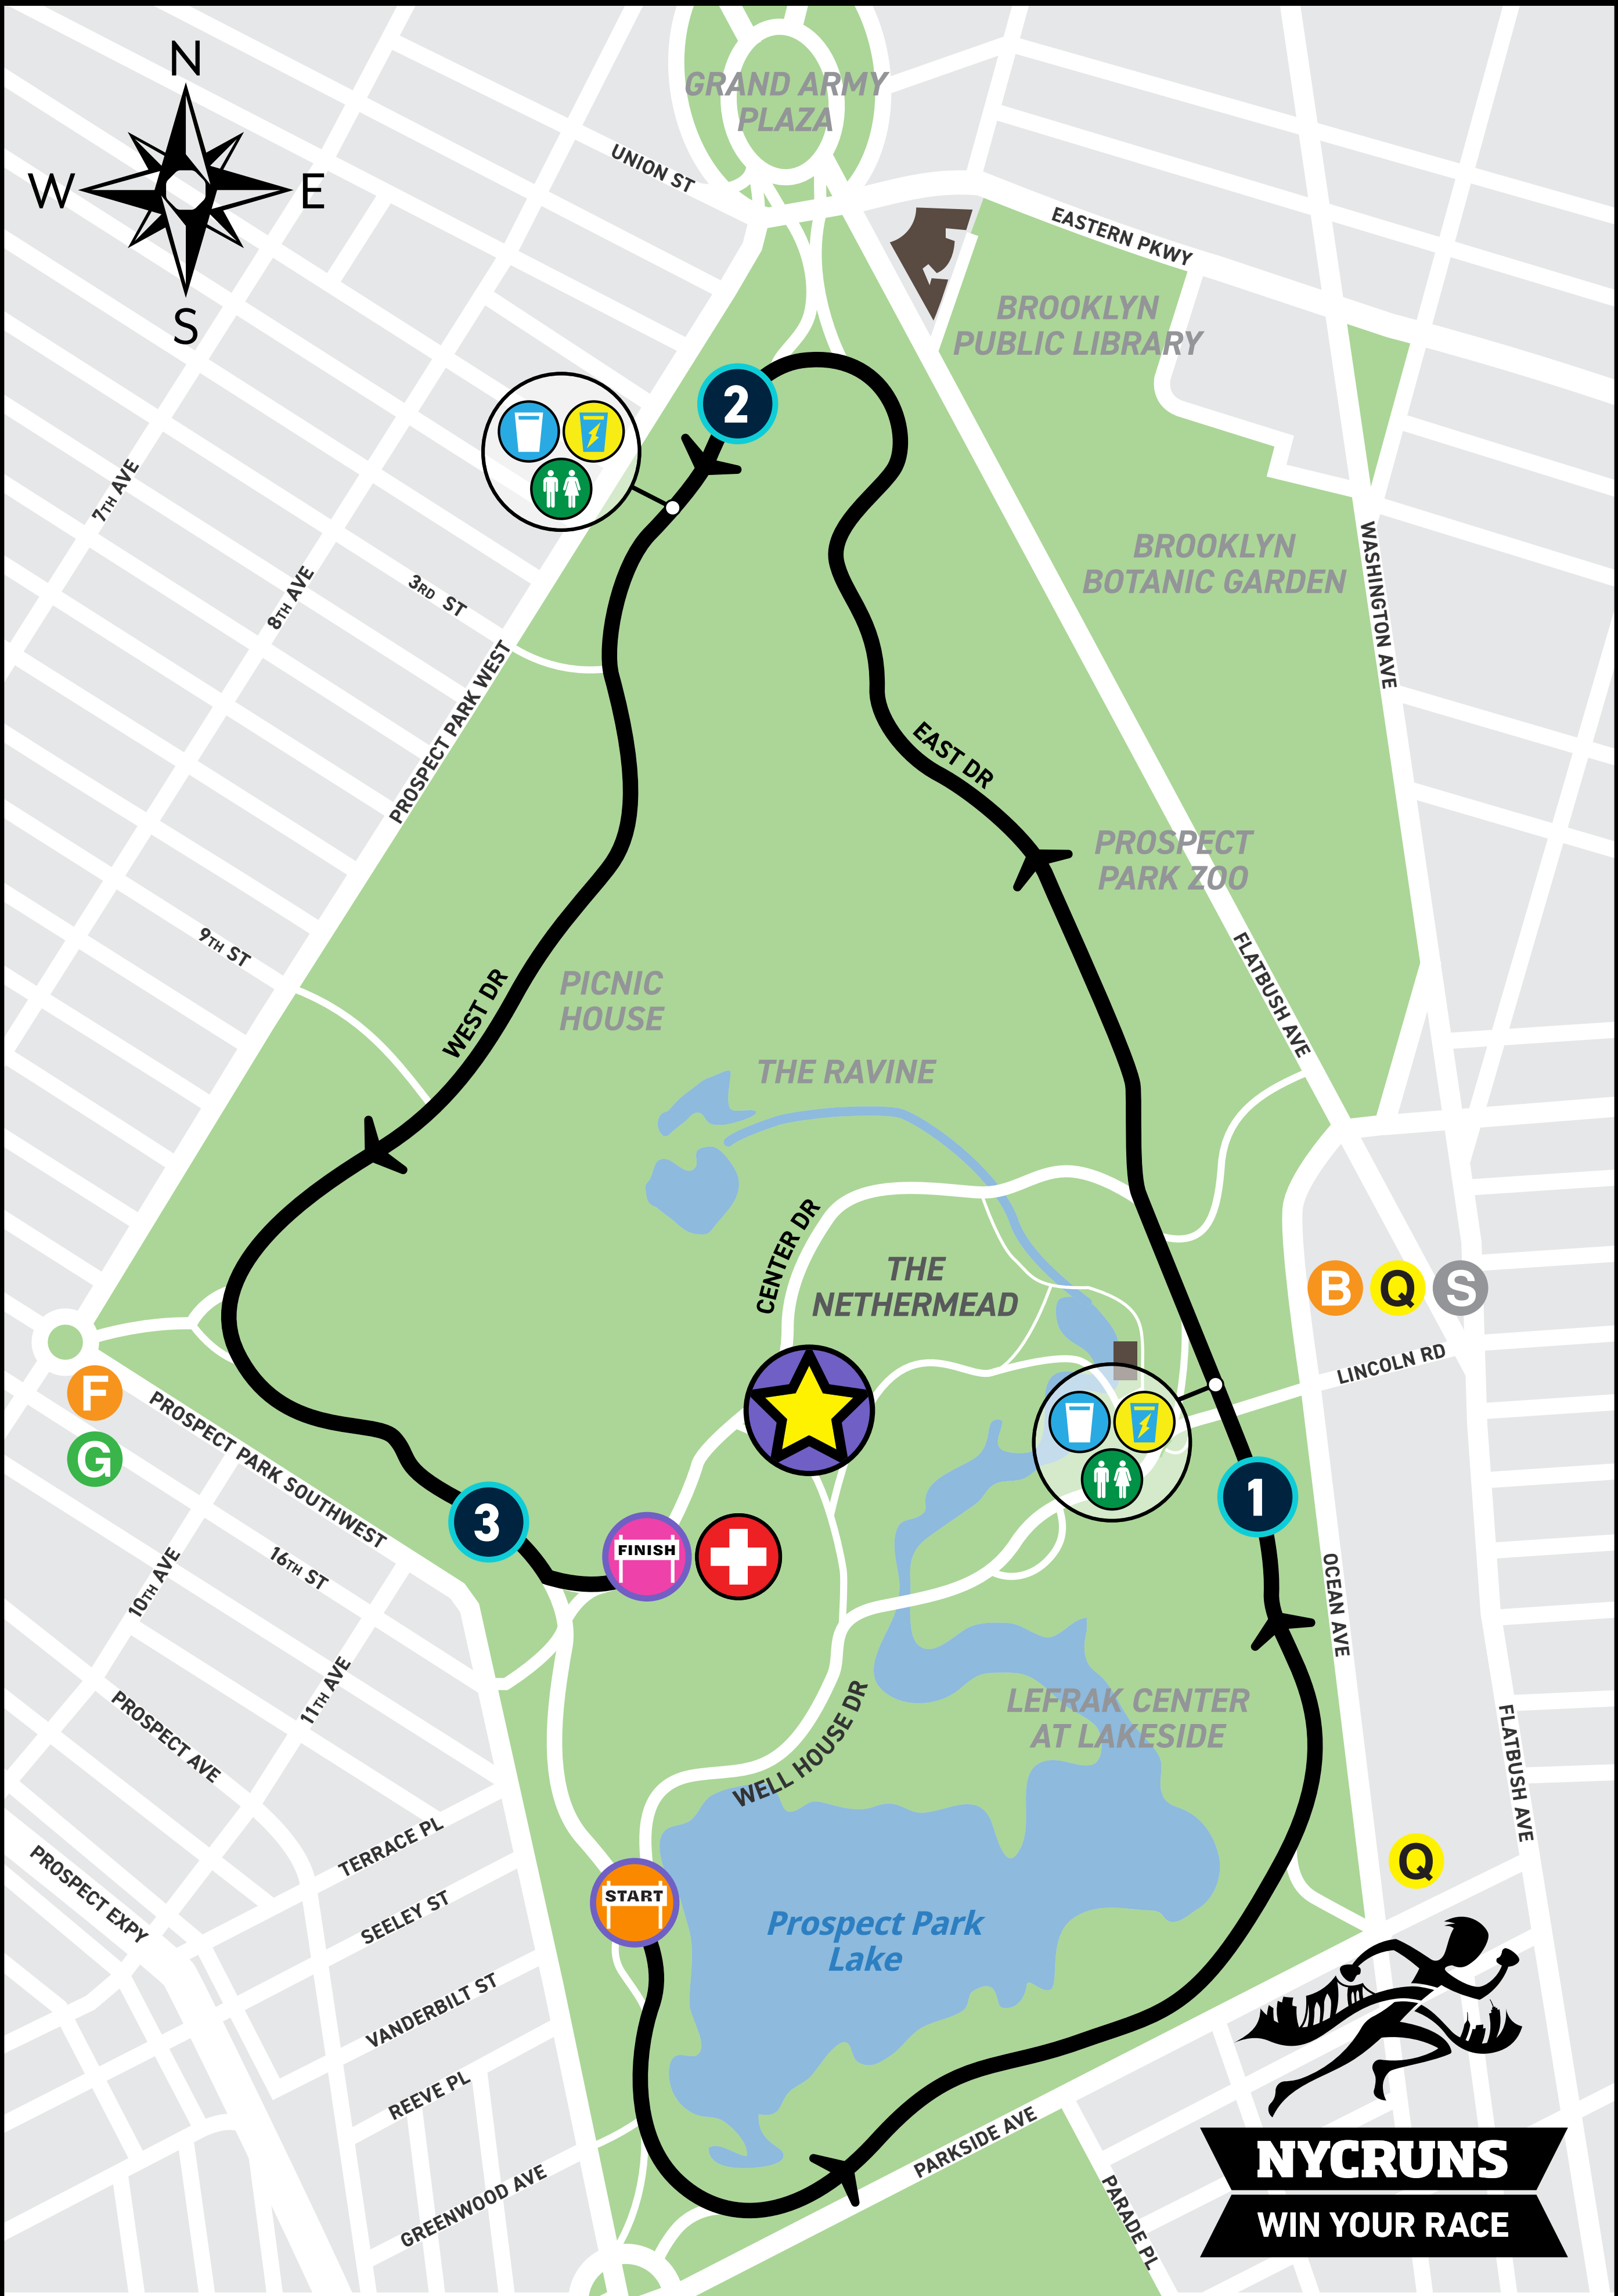 N
W
E
S
GRAND ARMY
PLAZA
UNION ST
EASTERN PKWY
BROOKLYN
PUBLIC LIBRARY
2
7TH AVE
8TH AVE
3RD ST
BROOKLYN
BOTANIC GARDEN
WASHINGTON AVE
PROSPECT PARK WEST
EAST DR
PROSPECT
PARK ZOO
9TH ST
WEST DR
PICNIC
HOUSE
FLATBUSH AVE
THE RAVINE
CENTER DR
THE
NETHERMEAD
B
Q
S
LINCOLN RD
F
G
PROSPECT PARK SOUTHWEST
1
3
FINISH
16TH ST
10TH AVE
OCEAN AVE
11TH AVE
PROSPECT AVE
WELL HOUSE DR
LEFRAK CENTER
AT LAKESIDE
FLATBUSH AVE
TERRACE PL
PROSPECT EXPY
SEELEY ST
START
Q
Prospect Park
Lake
VANDERBILT ST
REEVE PL
PARKSIDE AVE
GREENWOOD AVE
PARADE PL
NYCRUNS
WIN YOUR RACE